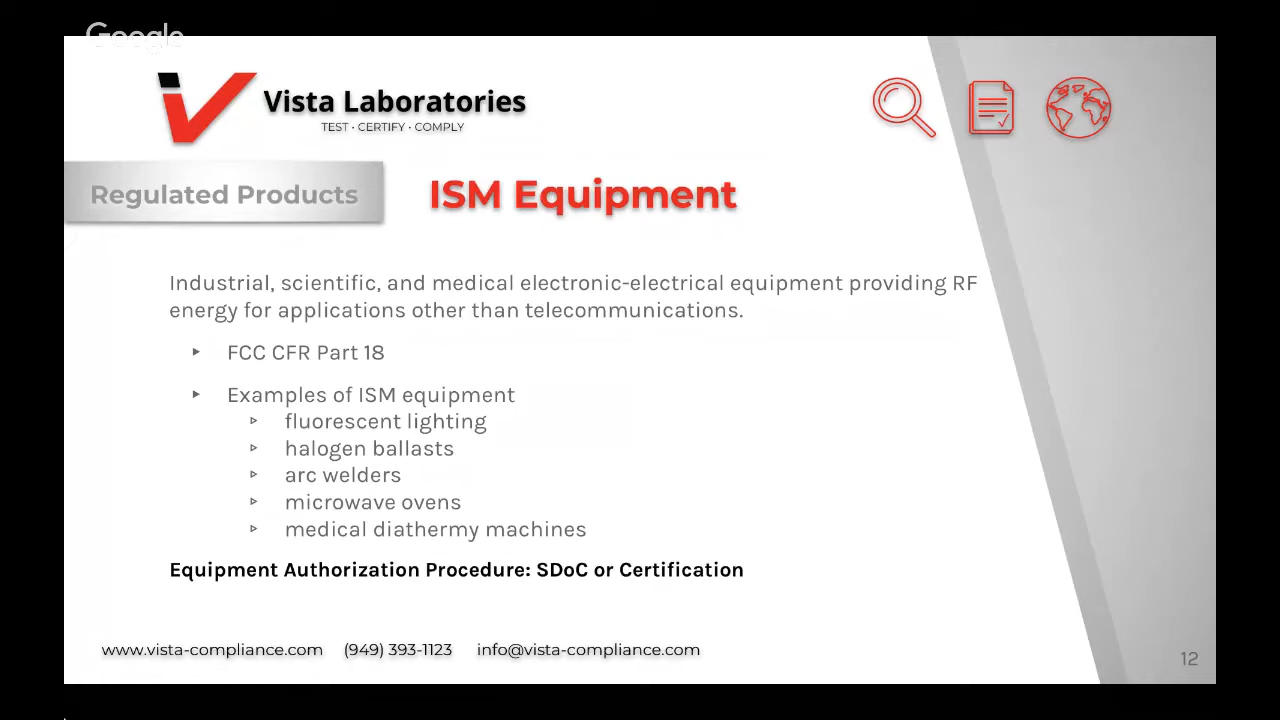 Google
Vista Laboratories
TEST · CERTIFY · COMPLY
Regulated Products
ISM Equipment
Industrial, scientific, and medical electronic-electrical equipment providing RF
energy for applications other than telecommunications.
▸ FCC CFR Part 18
▸ Examples of ISM equipment
▹ fluorescent lighting
▹ halogen ballasts
▹ arc welders
▹ microwave ovens
▹ medical diathermy machines
Equipment Authorization Procedure: SDoC or Certification
www.vista-compliance.com (949) 393-1123 info@vista-compliance.com
12